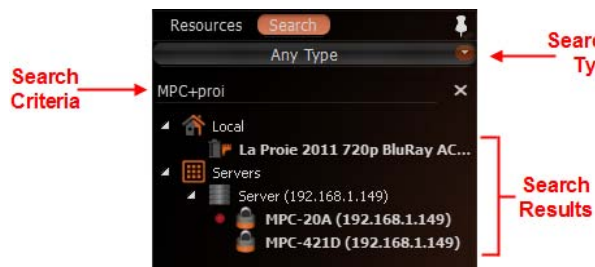 Resources Search
Any Type
Search
Criteria
MPC+proi
Local
La Proie 2011 720p BluRay AC...
Servers
Server (192.168.1.149)
MPC-20A (192.168.1.149)
MPC-421D (192.168.1.149)
Search
Results